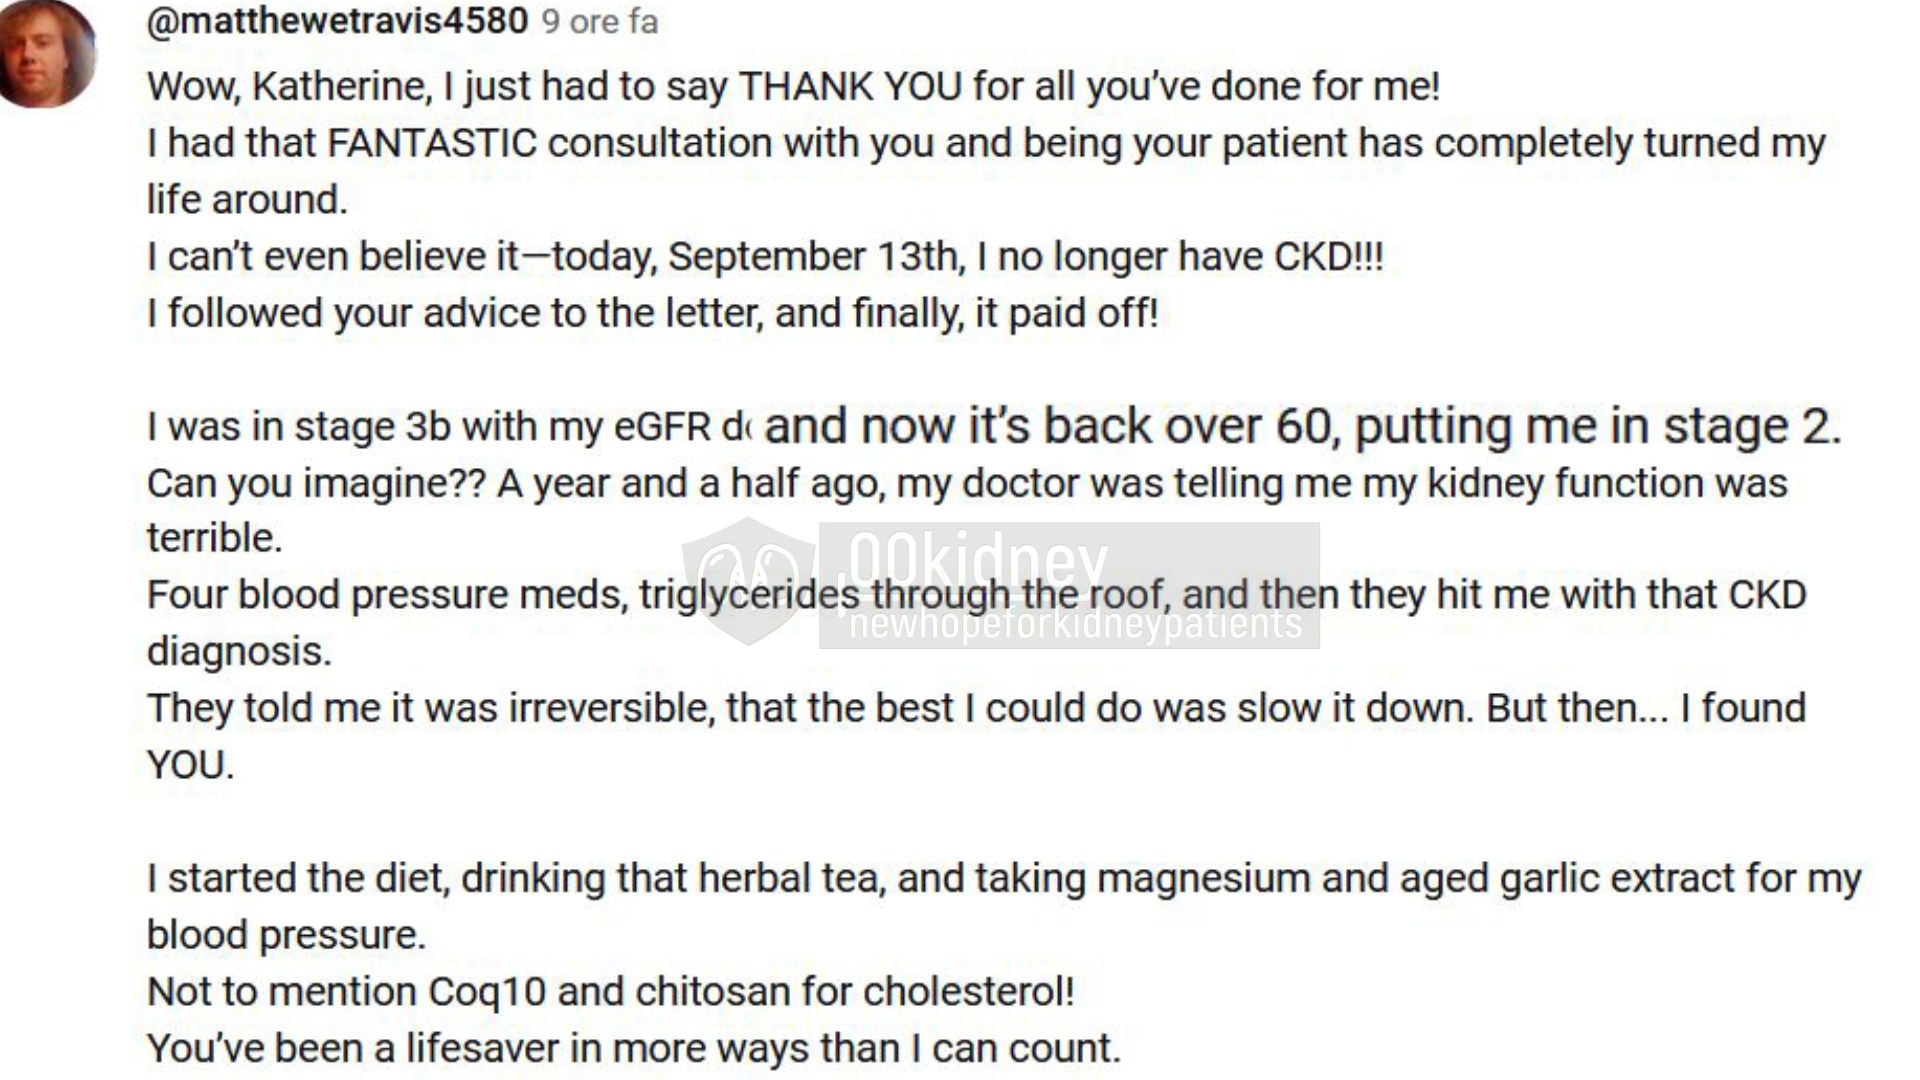 @matthewetravis4580 9 ore fa
Wow, Katherine, I just had to say THANK YOU for all you’ve done for me!
I had that FANTASTIC consultation with you and being your patient has completely turned my
life around.
I can’t even believe it—today, September 13th, I no longer have CKD!!!
I followed your advice to the letter, and finally, it paid off!
I was in stage 3b with my eGFR and now it’s back over 60, putting me in stage 2.
Can you imagine?? A year and a half ago, my doctor was telling me my kidney function was
terrible.
00kidney
Four blood pressure meds, triglycerides through the roof, and then they hit me with that CKD
newhopeforkidneypatients
diagnosis.
They told me it was irreversible, that the best I could do was slow it down. But then... I found
YOU.
I started the diet, drinking that herbal tea, and taking magnesium and aged garlic extract for my
blood pressure.
Not to mention Coq10 and chitosan for cholesterol!
You’ve been a lifesaver in more ways than I can count.